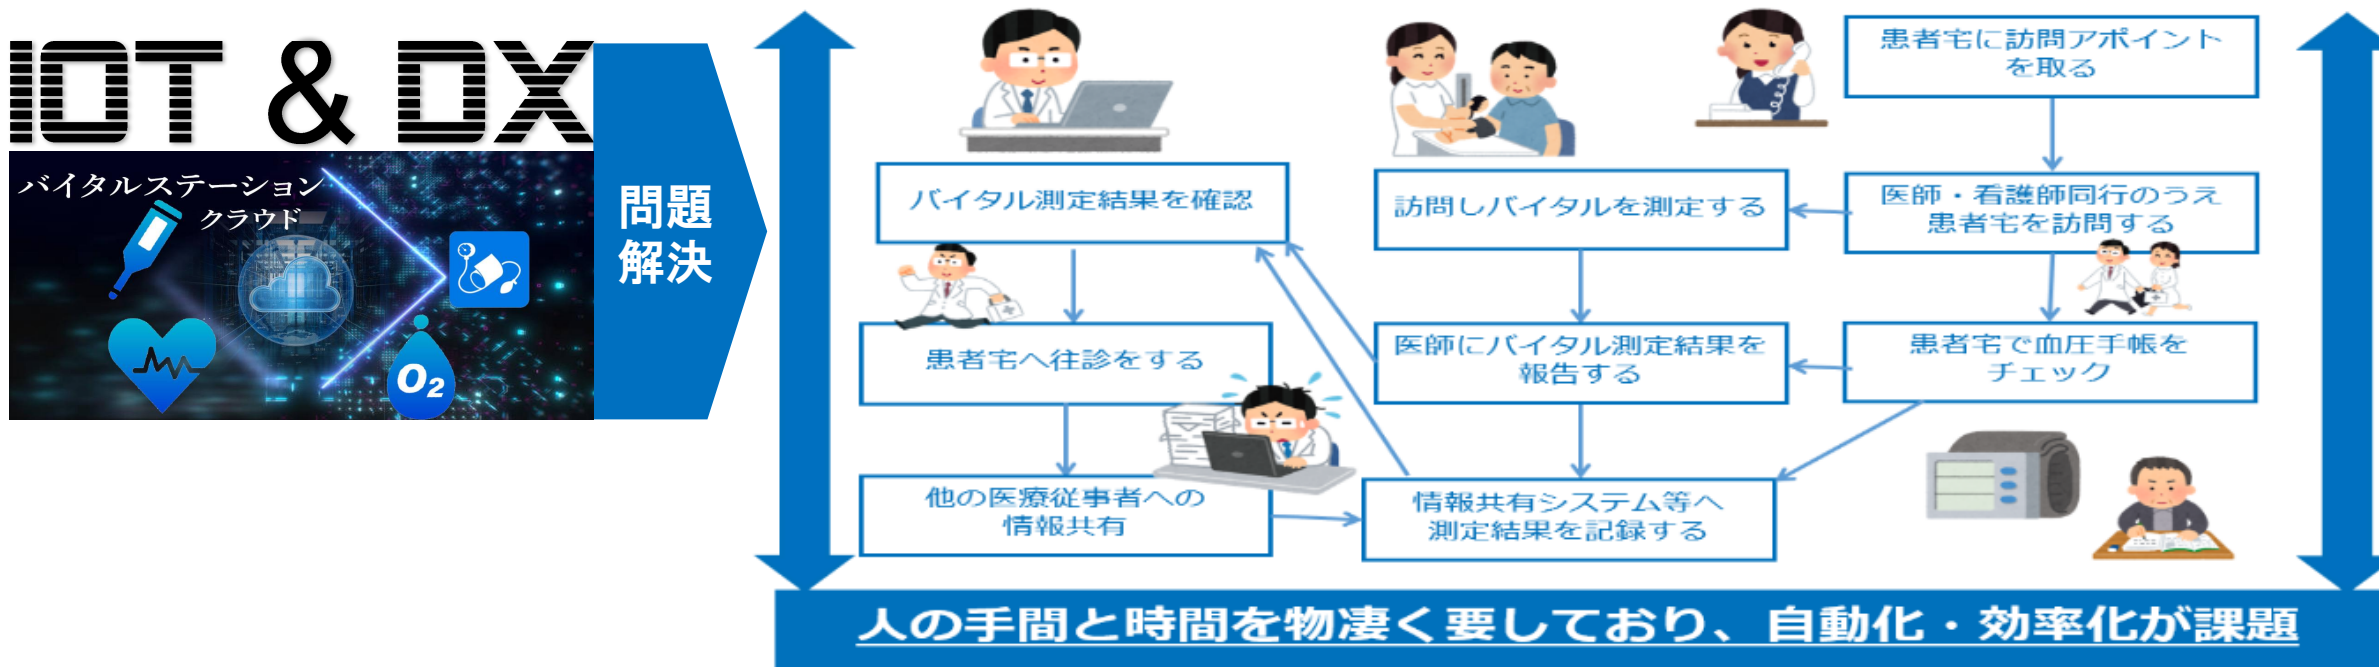 IOT & DX
バイタルステーション
クラウド
O2
問題
解決
患者宅に訪問アポイント
を取る
バイタル測定結果を確認
訪問しバイタルを測定する
医師・看護師同行のうえ
患者宅を訪問する
患者宅へ往診をする
医師にバイタル測定結果を
報告する
患者宅で血圧手帳を
チェック
他の医療従事者への
情報共有
情報共有システム等へ
測定結果を記録する
人の手間と時間を物凄く要しており、自動化・効率化が課題